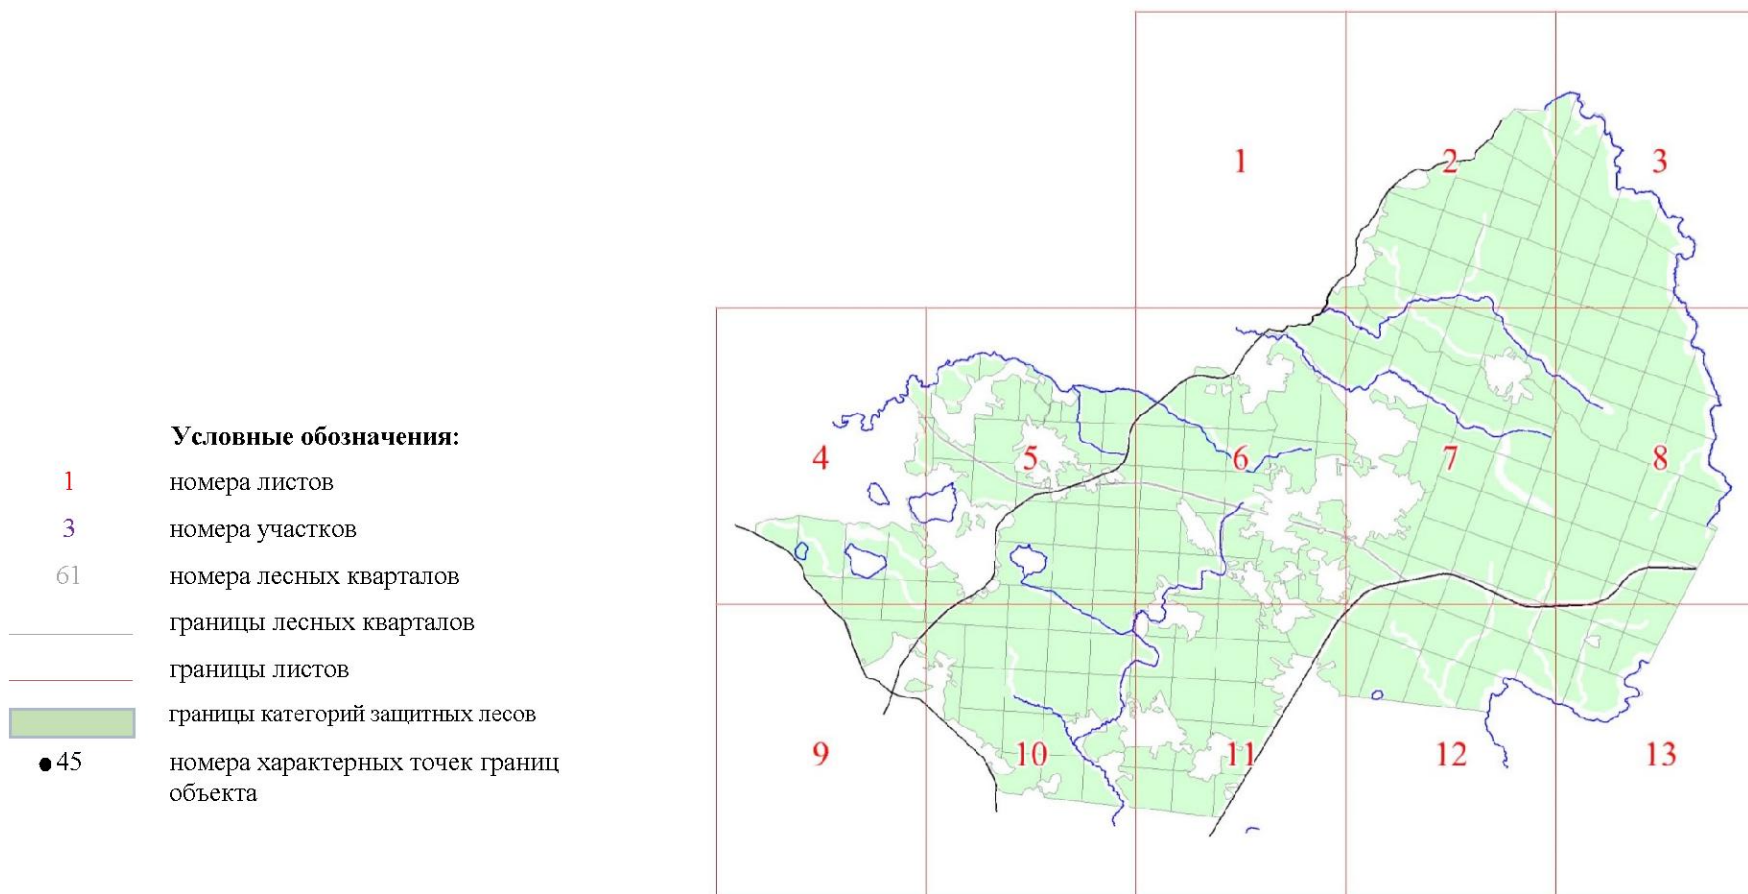 Условные обозначения:
1 номера листов
3 номера участков
61 номера лесных кварталов
границы лесных кварталов
границы листов
границы категорий защитных лесов
45 номера характерных точек границ
объекта
1 2 3
4 5 6 7 8
9 10 11 12 13